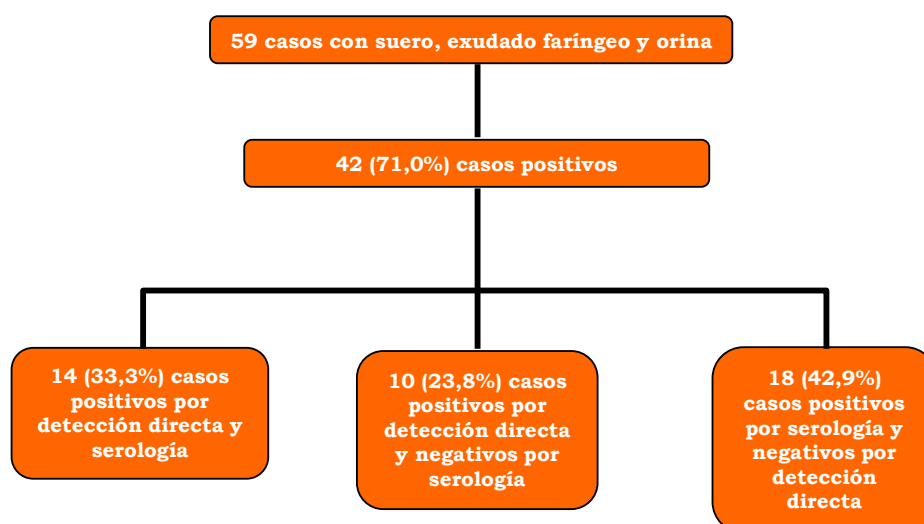 59 casos con suero, exudado faríngeo y orina
42 (71,0%) casos positivos
14 (33,3%) casos
positivos por
detección directa y
serología
10 (23,8%) casos
positivos por
detección directa
y negativos por
serología
18 (42,9%)
casos positivos
por serología y
negativos por
detección
directa